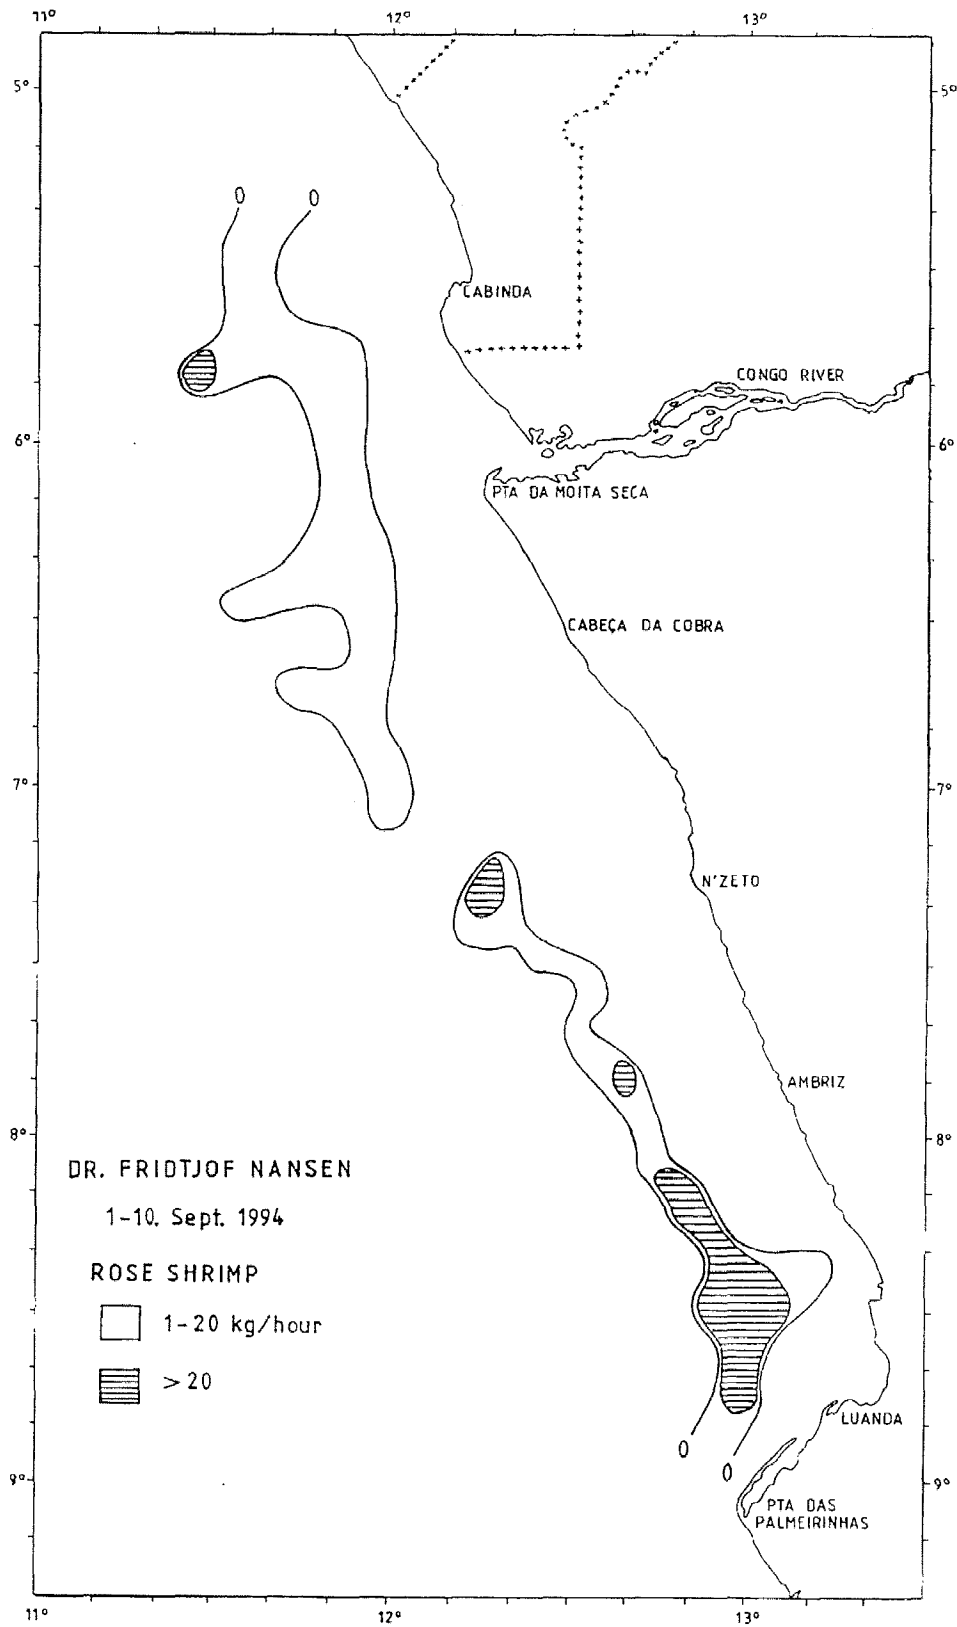 11°
12°
13°
5°
5°
0
0
CABINDA
CONGO RIVER
6°
6°
PTA DA MOITA SECA
CABEÇA DA COBRA
7°
7°
N'ZETO
AMBRIZ
8°
8°
DR. FRIDTJOF NANSEN
1-10. Sept. 1994
ROSE SHRIMP
1-20 kg/hour
>20
LUANDA
0
0
9°
9°
PTA DAS
PALMEIRINHAS
11°
12°
13°